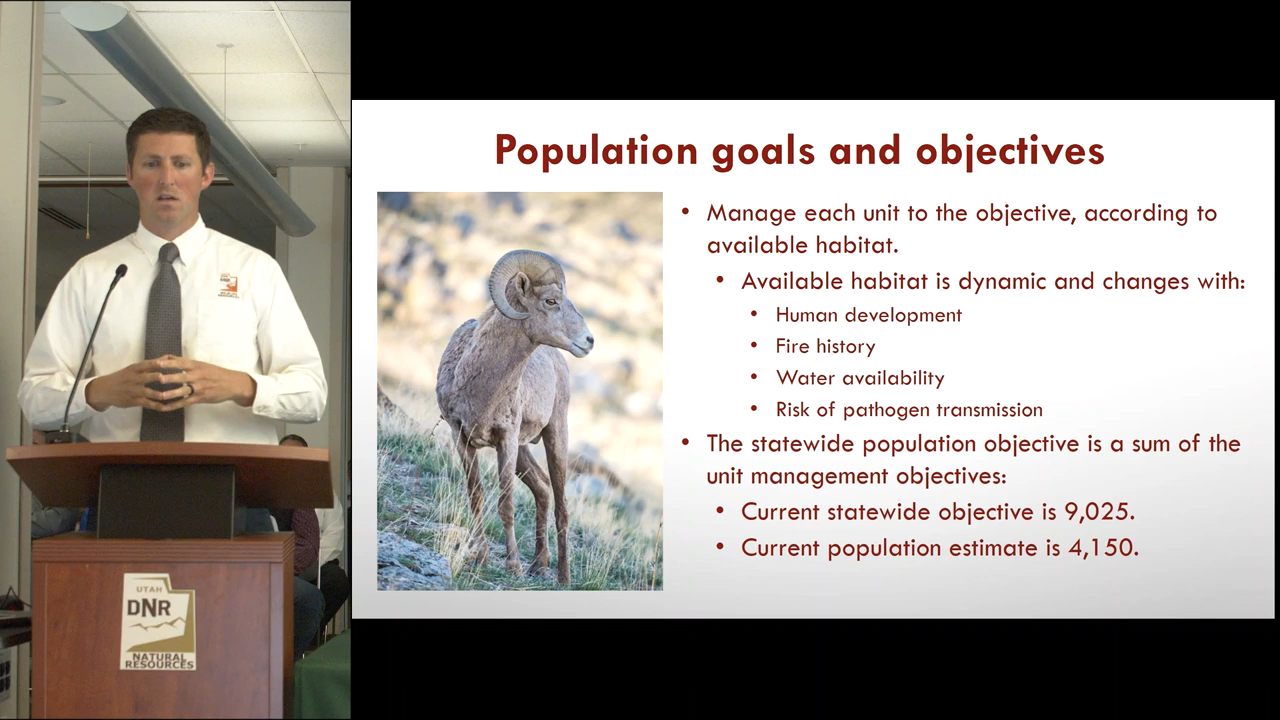 Population goals and objectives
• Manage each unit to the objective, according to
available habitat.
• Available habitat is dynamic and changes with:
• Human development
• Fire history
• Water availability
• Risk of pathogen transmission
• The statewide population objective is a sum of the
unit management objectives:
• Current statewide objective is 9,025.
• Current population estimate is 4,150.
DNR
UTAH
DNR
NATURAL
RESOURCES